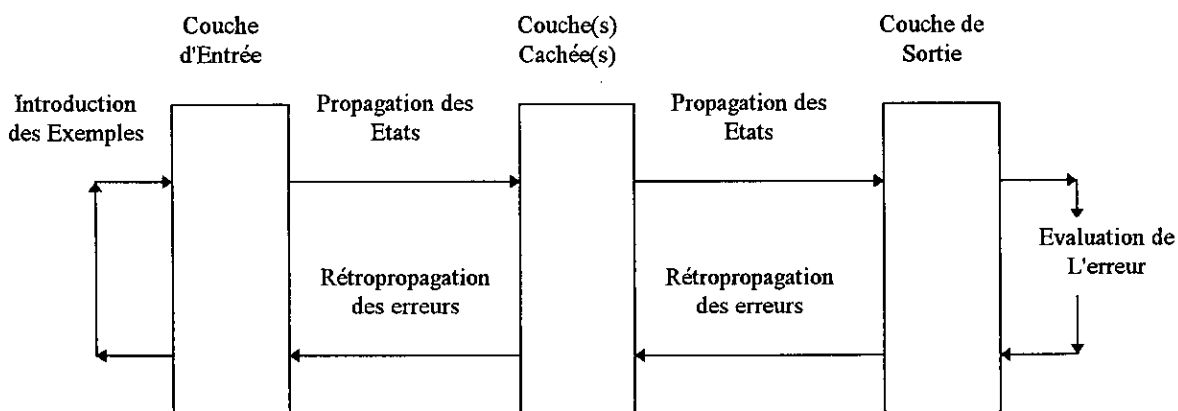 Couche
d'Entrée
Couche(s)
Cachée(s)
Couche de
Sortie
Introduction
des Exemples
Propagation des
Etats
Propagation des
Etats
Evaluation de
L'erreur
Rétropropagation
des erreurs
Rétropropagation
des erreurs